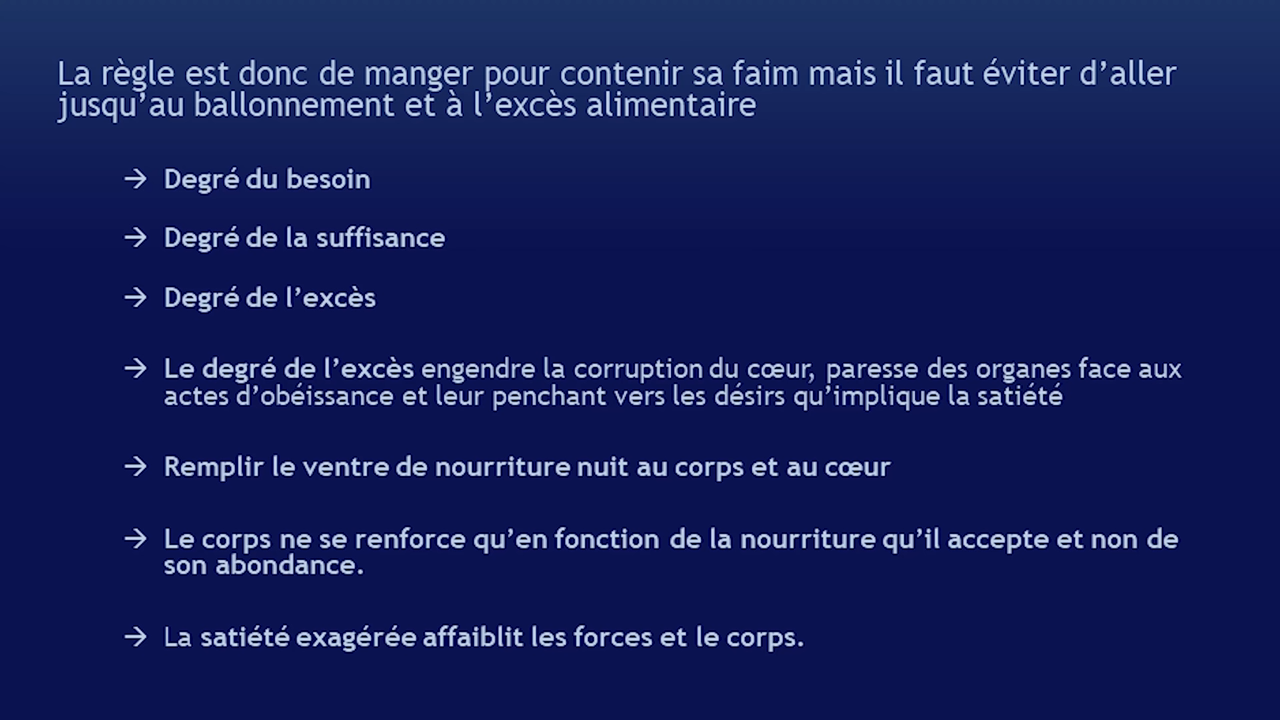 La règle est donc de manger pour contenir sa faim mais il faut éviter d’aller
jusqu’au ballonnement et à l’excès alimentaire
→ Degré du besoin
→ Degré de la suffisance
→ Degré de l’excès
→ Le degré de l’excès engendre la corruption du cœur, paresse des organes face aux
actes d’obéissance et leur penchant vers les désirs qu’implique la satiété
→ Remplir le ventre de nourriture nuit au corps et au cœur
→ Le corps ne se renforce qu’en fonction de la nourriture qu’il accepte et non de
son abondance.
→ La satiété exagérée affaiblit les forces et le corps.